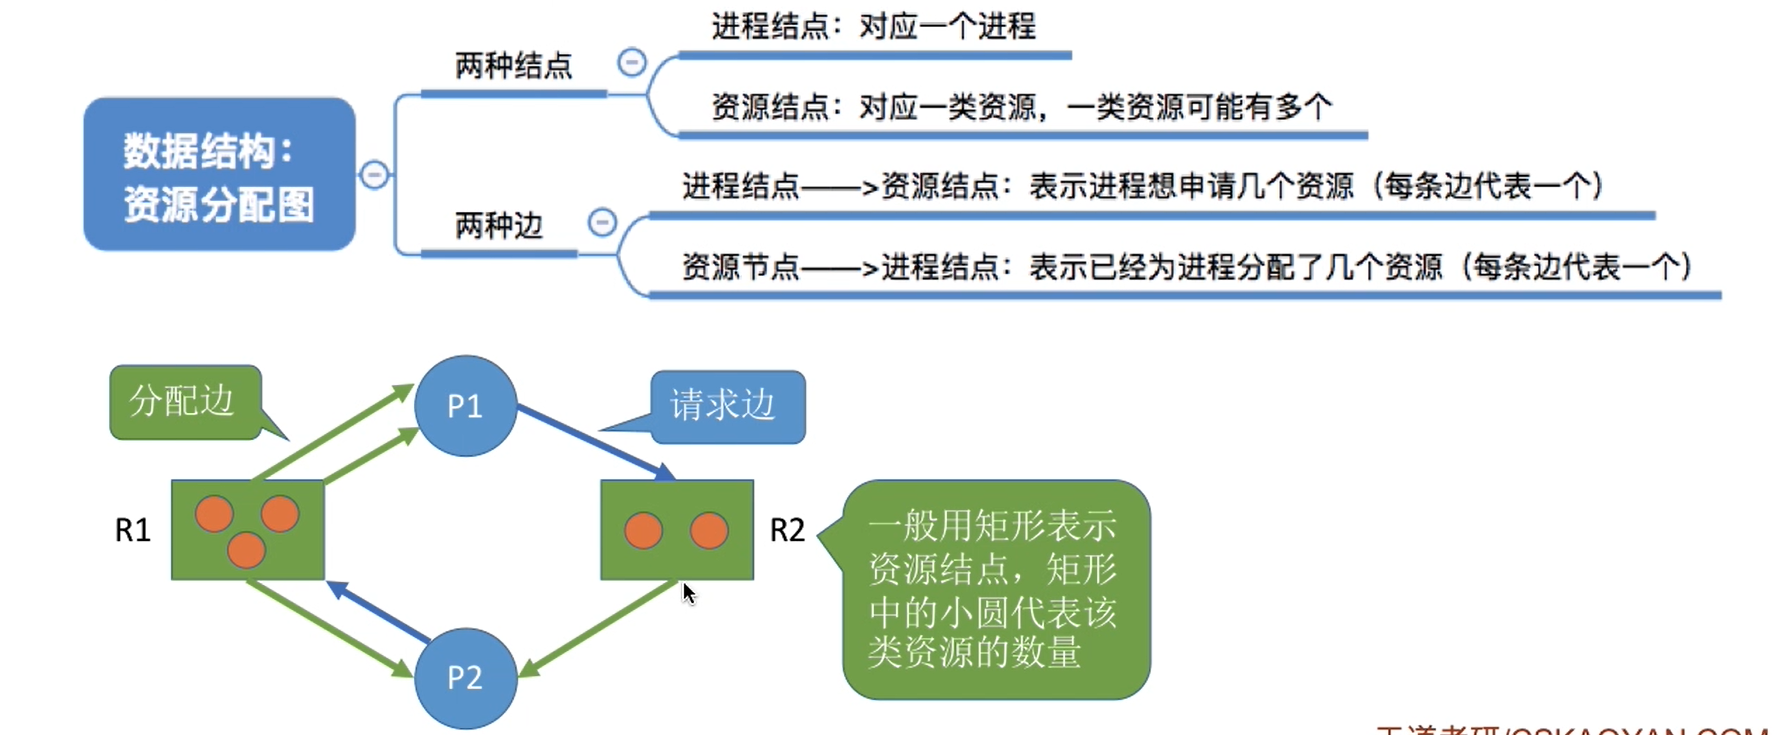 进程结点：对应一个进程
两种结点
资源结点：对应一类资源，一类资源可能有多个
数据结构：
资源分配图
进程结点——>资源结点：表示进程想申请几个资源（每条边代表一个）
两种边
资源节点——>进程结点：表示已经为进程分配了几个资源（每条边代表一个）
分配边
P1
请求边
R1
R2
一般用矩形表示
资源结点，矩形
中的小圆代表该
类资源的数量
P2
王道考研/CSKAOYAN.COM